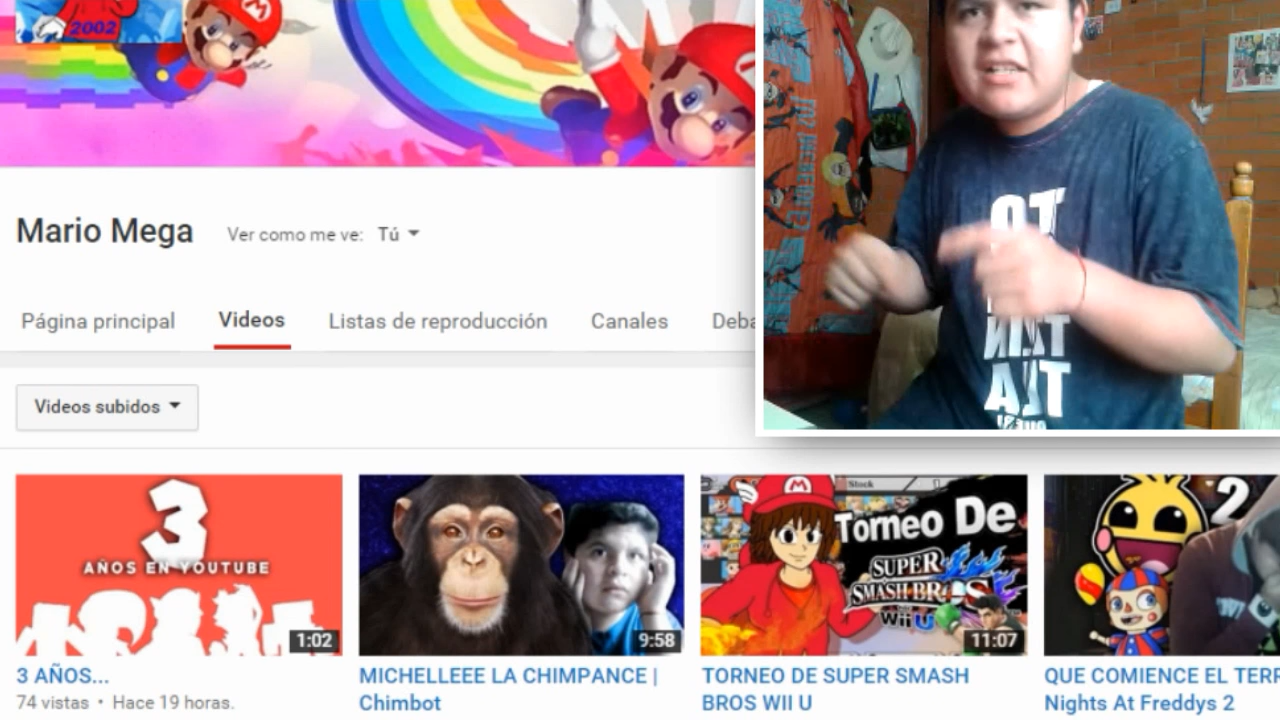 2002
Mario Mega
Ver como me ve: Tú
Página principal
Videos
Listas de reproducción
Canales
Videos subidos
3
AÑOS EN YOUTUBE
1:02
9:58
Stock
Torneo De
SUPER
SMASH BROS
Wii U
11:07
2
3 AÑOS...
74 vistas • Hace 19 horas.
MICHELLEEE LA CHIMPANCE |
Chimbot
TORNEO DE SUPER SMASH
BROS WII U
QUE COMIENCE EL TERR
Nights At Freddys 2